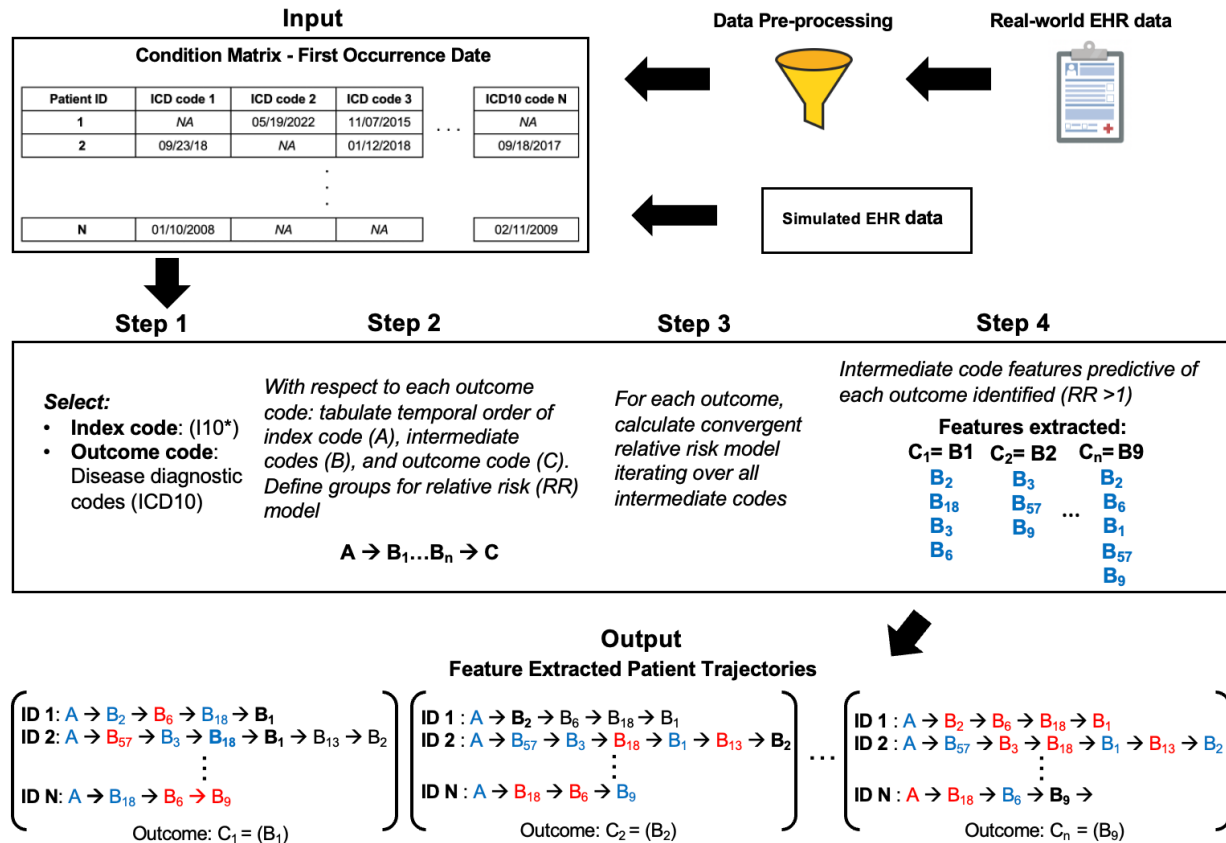 Input
Data Pre-processing
Real-world EHR data
Condition Matrix - First Occurrence Date
Patient ID ICD code 1 ICD code 2 ICD code 3 ICD10 code N
1 NA 05/19/2022 11/07/2015 . . . NA
2 09/23/18 NA 01/12/2018 09/18/2017
N 01/10/2008 NA NA 02/11/2009
Simulated EHR data
Step 1
Select:
• Index code: (I10*)
• Outcome code:
Disease diagnostic
codes (ICD10)
Step 2
With respect to each outcome
code: tabulate temporal order of
index code (A), intermediate
codes (B), and outcome code (C).
Define groups for relative risk (RR)
model
A → B₁…Bₙ → C
Step 3
For each outcome,
calculate convergent
relative risk model
iterating over all
intermediate codes
Step 4
Intermediate code features predictive of
each outcome identified (RR >1)
Features extracted:
C₁= B1 C₂= B2 Cₙ= B9
B₂ B₃ B₂
B₁₈ B₅₇ ... B₆
B₃ B₉ B₁
B₆ B₅₇
B₉
Output
Feature Extracted Patient Trajectories
ID 1: A → B₂ → B₆ → B₁₈ → B₁
ID 2: A → B₅₇ → B₃ → B₁₈ → B₁ → B₁₃ → B₂
ID N: A → B₁₈ → B₆ → B₉
Outcome: C₁ = (B₁)
ID 1 : A → B₂ → B₆ → B₁₈ → B₁
ID 2 : A → B₅₇ → B₃ → B₁₈ → B₁ → B₁₃ → B₂
ID N : A → B₁₈ → B₆ → B₉
Outcome: C₂ = (B₂)
...
ID 1 : A → B₂ → B₆ → B₁₈ → B₁
ID 2 : A → B₅₇ → B₃ → B₁₈ → B₁ → B₁₃ → B₂
ID N : A → B₁₈ → B₆ → B₉ →
Outcome: Cₙ = (B₉)